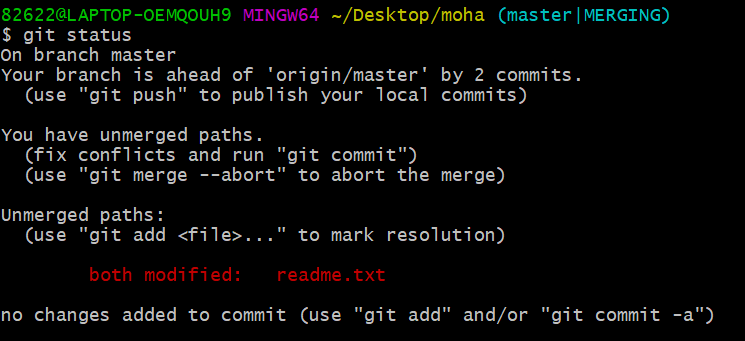 82622@LAPTOP-OEMQOUH9 MINGW64 ~/Desktop/moha (master|MERGING)
$ git status
On branch master
Your branch is ahead of 'origin/master' by 2 commits.
  (use "git push" to publish your local commits)

You have unmerged paths.
  (fix conflicts and run "git commit")
  (use "git merge --abort" to abort the merge)

Unmerged paths:
  (use "git add <file>..." to mark resolution)

        both modified:   readme.txt

no changes added to commit (use "git add" and/or "git commit -a")